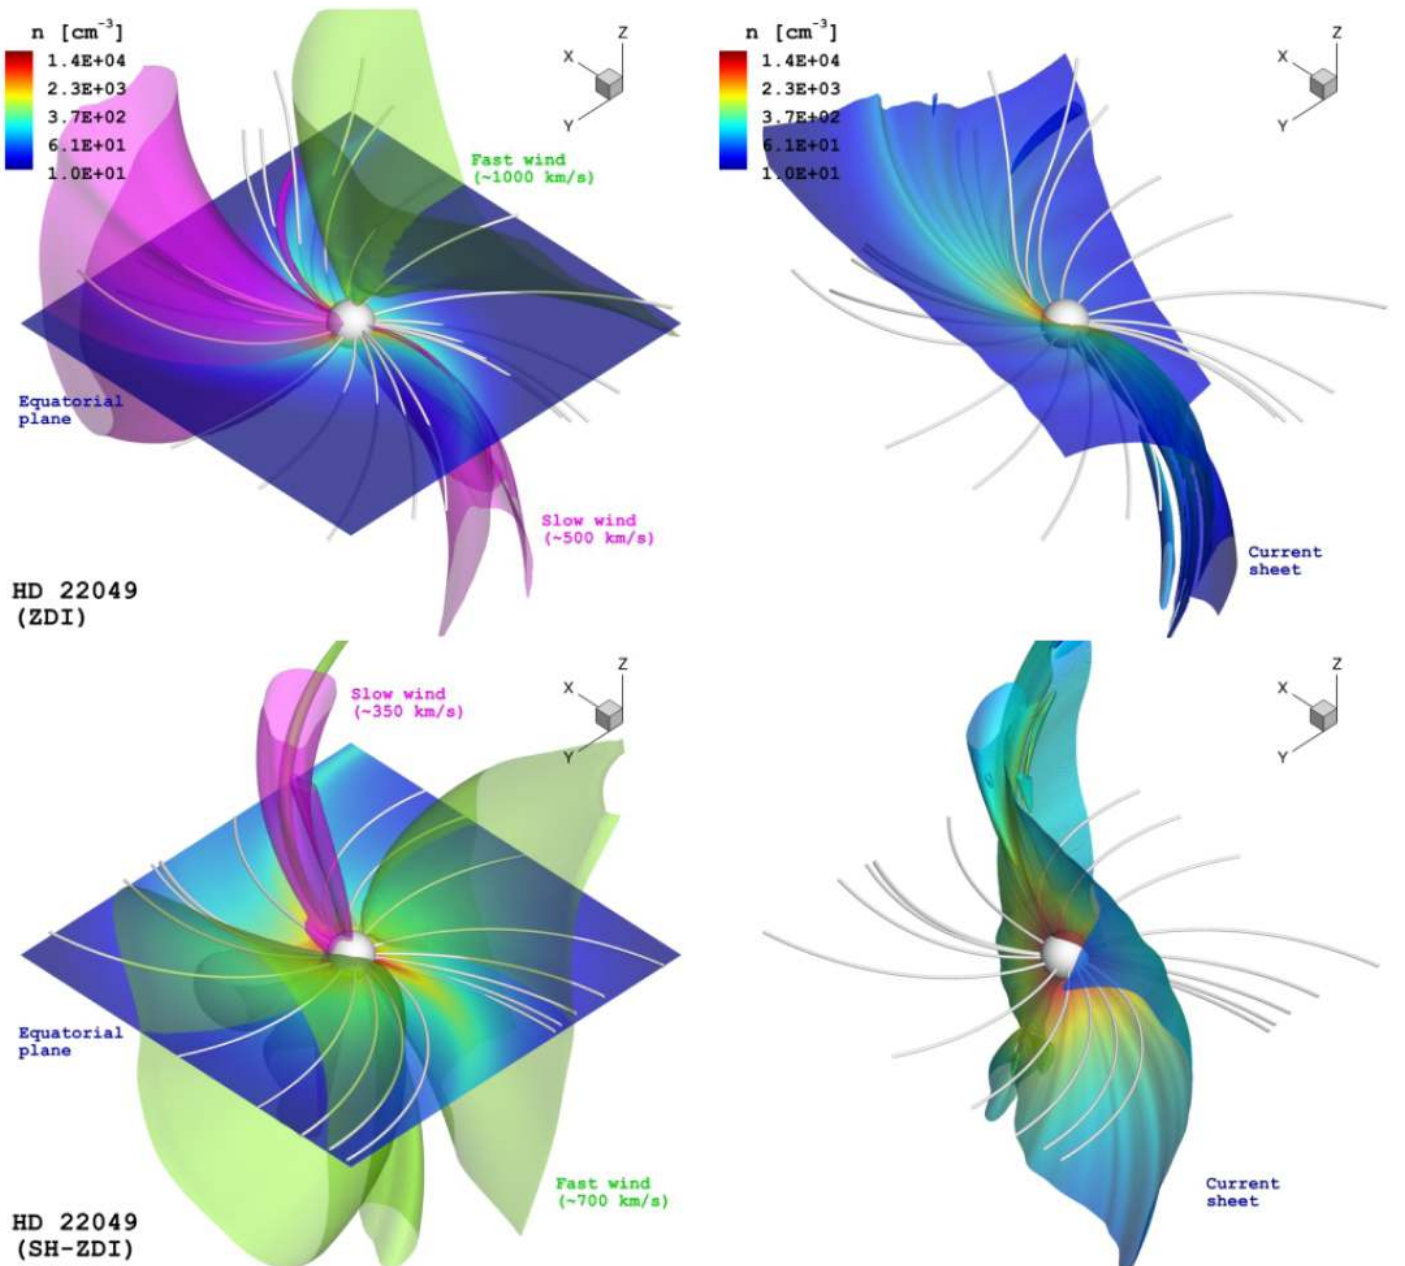 n [cm⁻³]
1.4E+04
2.3E+03
3.7E+02
6.1E+01
1.0E+01
Z
X
Y
Fast wind
(~1000 km/s)
Equatorial
plane
Slow wind
(~500 km/s)
HD 22049
(ZDI)
n [cm⁻³]
1.4E+04
2.3E+03
3.7E+02
6.1E+01
1.0E+01
Z
X
Y
Current
sheet
Slow wind
(~350 km/s)
Z
X
Y
Equatorial
plane
Fast wind
(~700 km/s)
HD 22049
(SH-ZDI)
Z
X
Y
Current
sheet